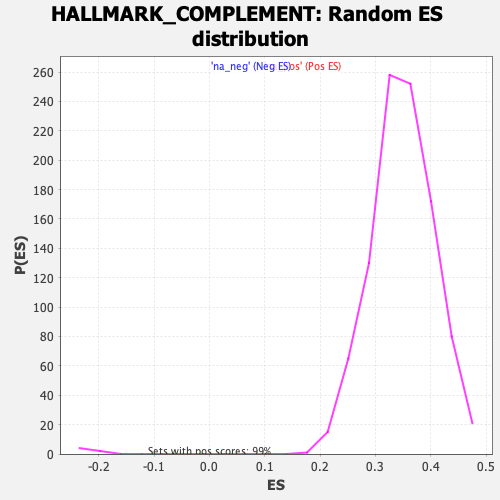 HALLMARK_COMPLEMENT: Random ES
distribution
'na_neg' (Neg ES) os' (Pos ES)
260
240
220
200
180
160
140
120
100
80
60
40
20
0
P(ES)
Sets with pos scores: 99%
-0.2 -0.1 0.0 0.1 0.2 0.3 0.4 0.5
ES